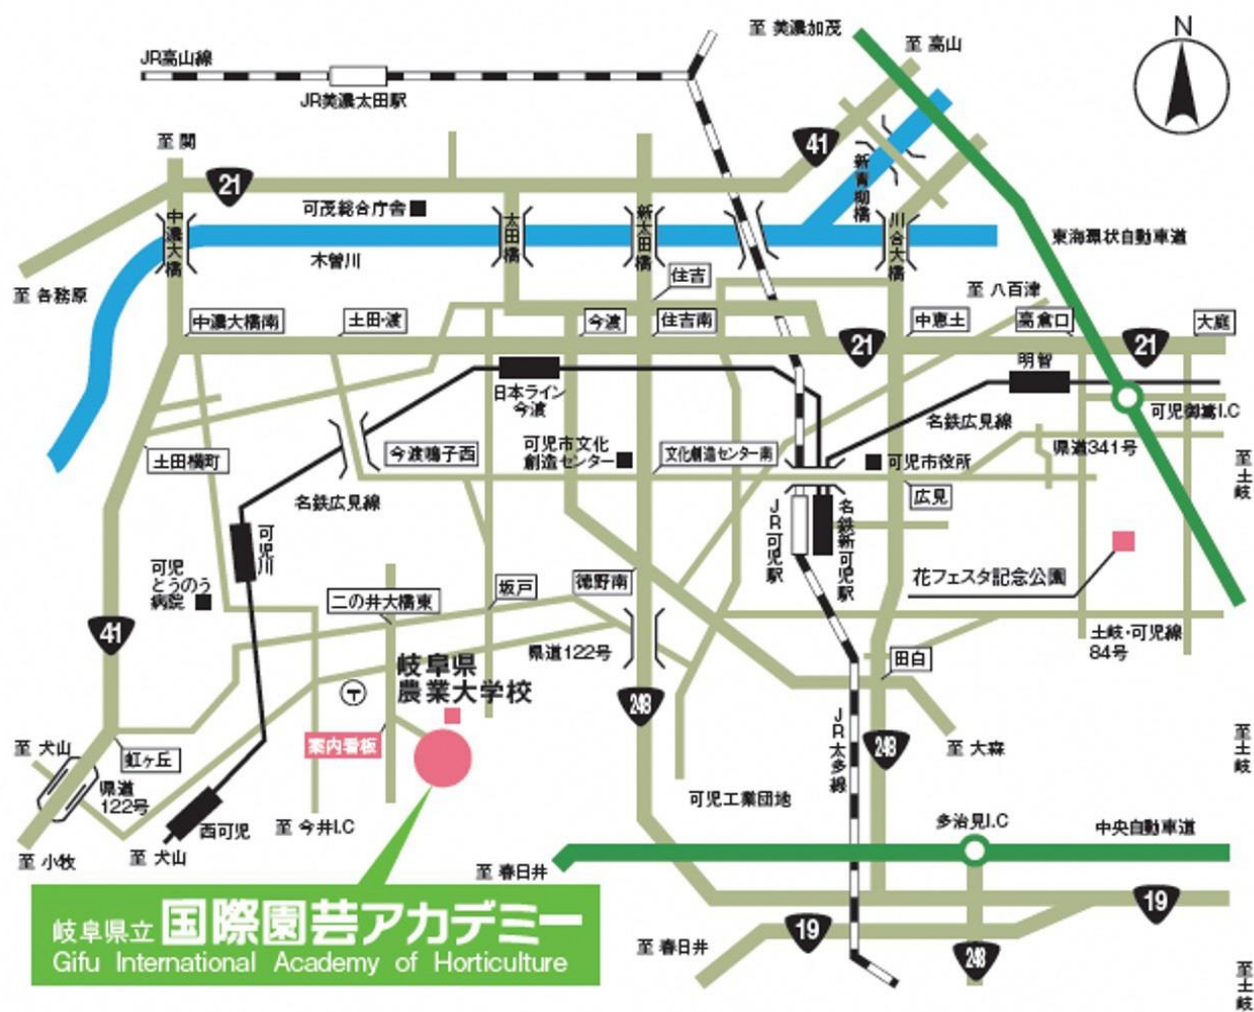 至 美濃加茂
N
至 高山
JR高山線
JR美濃太田駅
至 関
41
21
新青柳橋
可茂総合庁舎
中濃大橋
太田橋
新太田橋
川合大橋
東海環状自動車道
木曽川
住吉
至 各務原
至 八百津
中濃大橋南
土田・渡
今渡
住吉南
中恵土
高倉口
大庭
21
21
明智
日本ライン
今渡
可児御嵩I.C
名鉄広見線
可児市文化
創造センター
文化創造センター南
県道341号
土田横町
今渡鳴子西
可児市役所
至土岐
名鉄広見線
広見
JR可児駅
名鉄新可児駅
可児川
可児
とうのう
病院
花フェスタ記念公園
二の井大橋東
坂戸
徳野南
41
土岐・可児線
84号
県道122号
田白
岐阜県
農業大学校
〒
248
JR太多線
248
至 大森
至土岐
案内看板
至 犬山
虹ヶ丘
県道
122号
可児工業団地
西可児
至 今井I.C
多治見I.C
中央自動車道
至 小牧
至 犬山
至 春日井
19
岐阜県立 国際園芸アカデミー
Gifu International Academy of Horticulture
19
至 春日井
248
至土岐